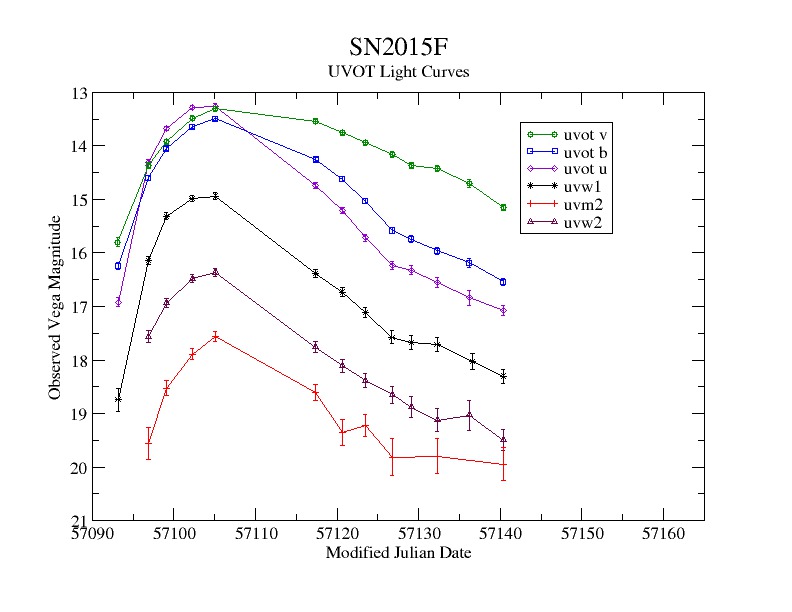 SN2015F
UVOT Light Curves
Observed Vega Magnitude
13
14
15
16
17
18
19
20
21
uvot v
uvot b
uvot u
uvw1
uvm2
uvw2
57090 57100 57110 57120 57130 57140 57150 57160
Modified Julian Date